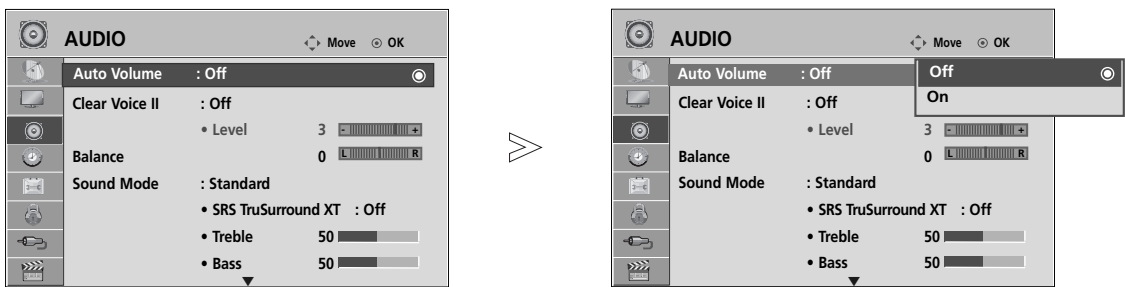 AUDIO Move OK
Auto Volume : Off
Clear Voice II : Off
• Level 3 - +
Balance 0 L R
Sound Mode : Standard
• SRS TruSurround XT : Off
• Treble 50
• Bass 50
AUDIO Move OK
Auto Volume : Off
Off
On
Clear Voice II : Off
• Level 3 - +
Balance 0 L R
Sound Mode : Standard
• SRS TruSurround XT : Off
• Treble 50
• Bass 50